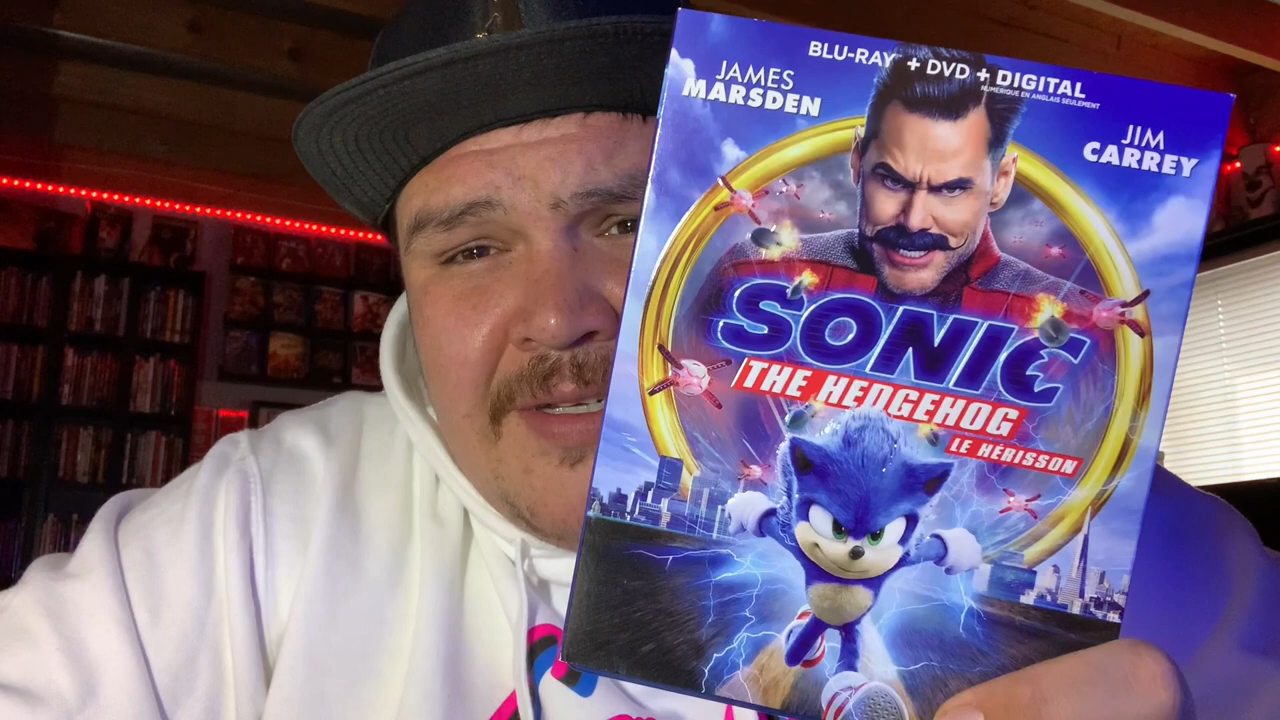 BLU-RAY + DVD + DIGITAL
NUMÉRIQUE EN ANGLAIS SEULEMENT
JAMES
MARSDEN
JIM
CARREY
SONIC
THE HEDGEHOG
LE HÉRISSON